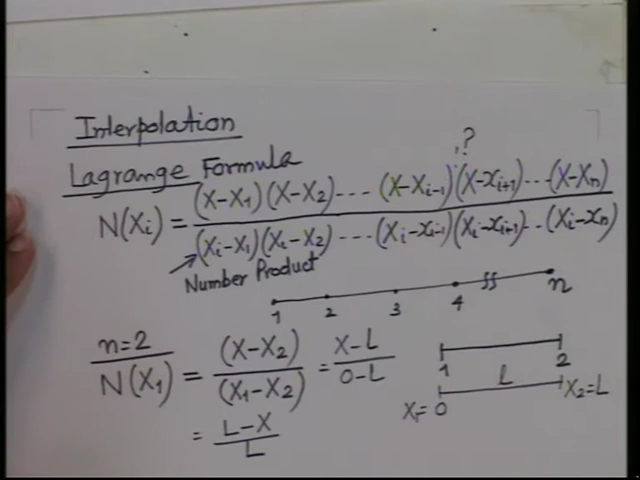 Interpolation
Lagrange Formula
,?
N(Xi) = (X-X1)(X-X2)---- (X-Xi-1)(X-xi+1)... (X-Xn)
(Xi-X1)(Xi-X2) ---- (Xi-xi-1)(Xi-xi+1)-..(Xi-xn)
Number Product
1 2 3 4 n
n=2
N(X1) = (X-X2) / (X1-X2) = X-L / 0-L
= L-X / L
1 2
L
X1=0 X2=L